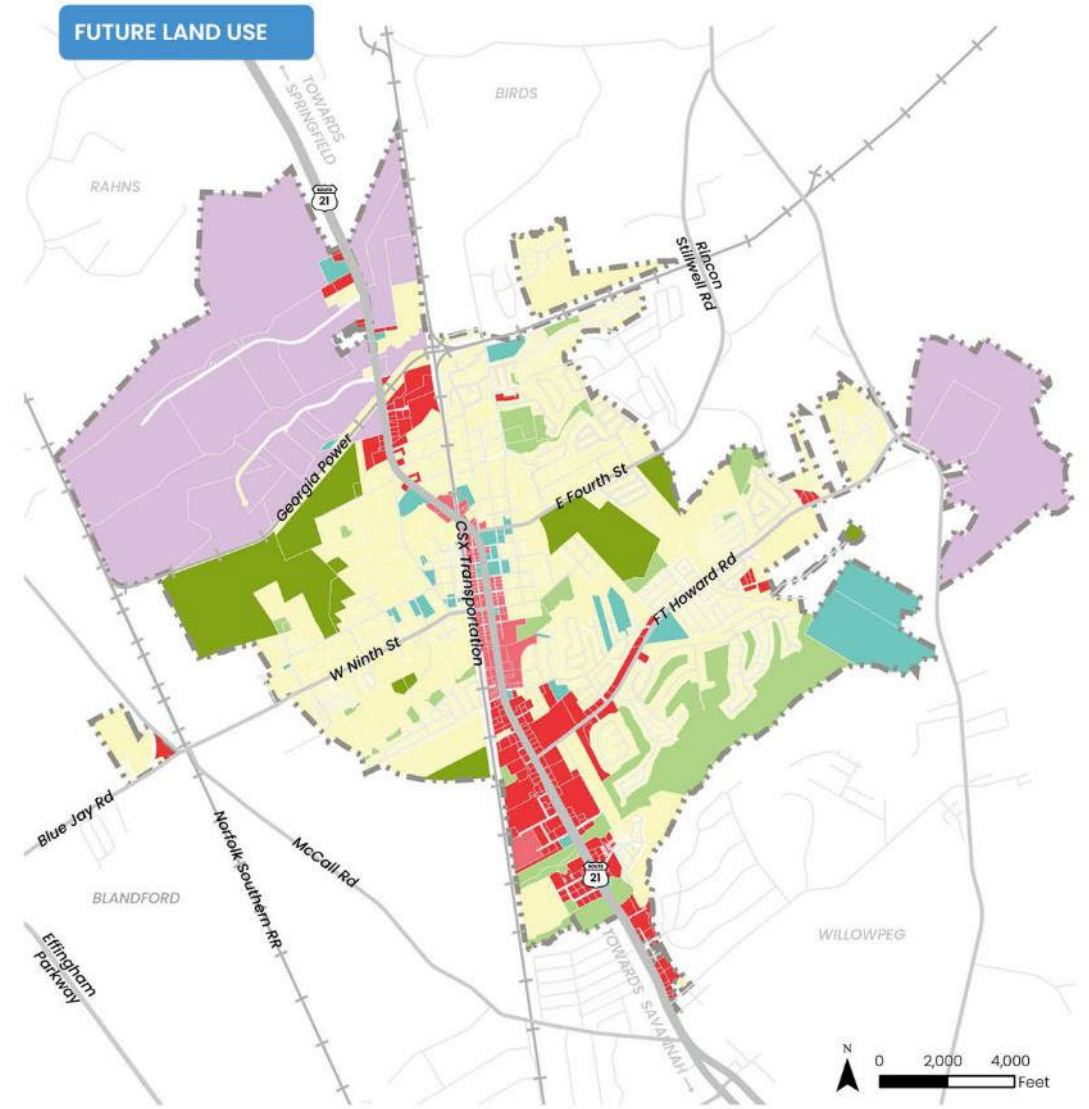 FUTURE LAND USE
← TOWARDS
SPRINGFIELD
BIRDS
RAHNS
ROUTE
21
Rincon
Stillwell Rd
Georgia Power
E Fourth St
CSX Transportation
FT Howard Rd
W Ninth St
Blue Jay Rd
Norfolk Southern RR
McCall Rd
BLANDFORD
ROUTE
21
WILLOWPEG
Effingham
Parkway
TOWARDS SAVANNAH →
N
0 2,000 4,000
Feet